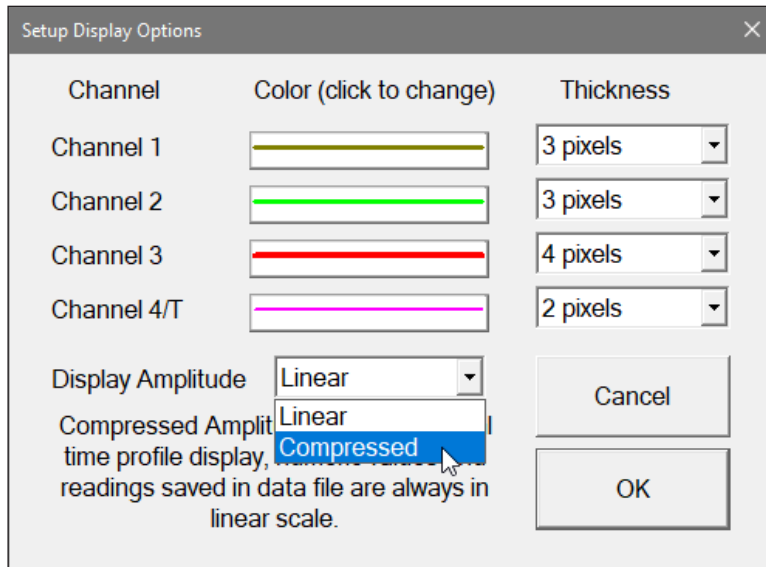 Setup Display Options
Channel Color (click to change) Thickness
Channel 1 3 pixels
Channel 2 3 pixels
Channel 3 4 pixels
Channel 4/T 2 pixels
Display Amplitude Linear
Linear
Compressed
Cancel
Compressed
time profile display,
readings saved in data file are always in
linear scale.
OK